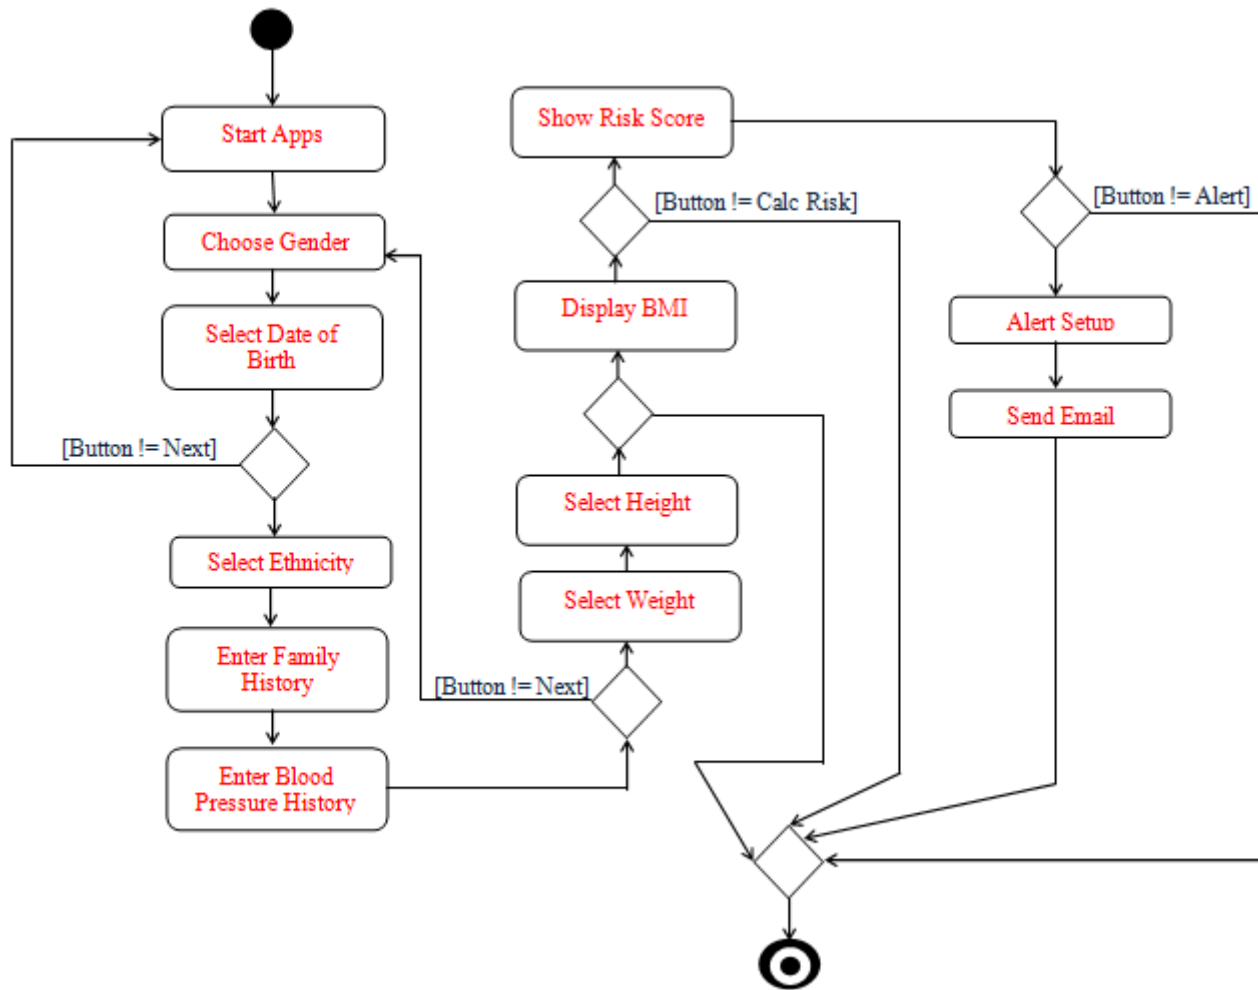 Start Apps
Choose Gender
Select Date of
Birth
[Button != Next]
Select Ethnicity
Enter Family
History
Enter Blood
Pressure History
[Button != Next]
Select Weight
Select Height
Display BMI
[Button != Calc Risk]
Show Risk Score
[Button != Alert]
Alert Setup
Send Email